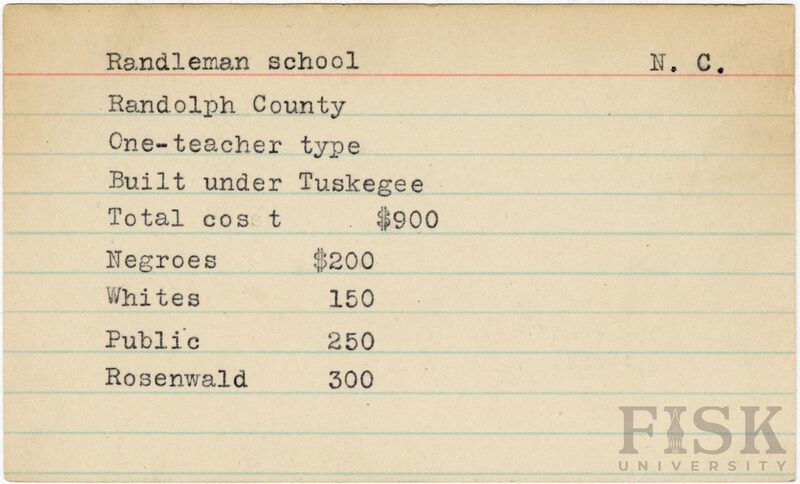 Randleman school N. C.
Randolph County
One-teacher type
Built under Tuskegee
Total cost $900
Negroes $200
Whites 150
Public 250
Rosenwald 300
FISK
UNIVERSITY